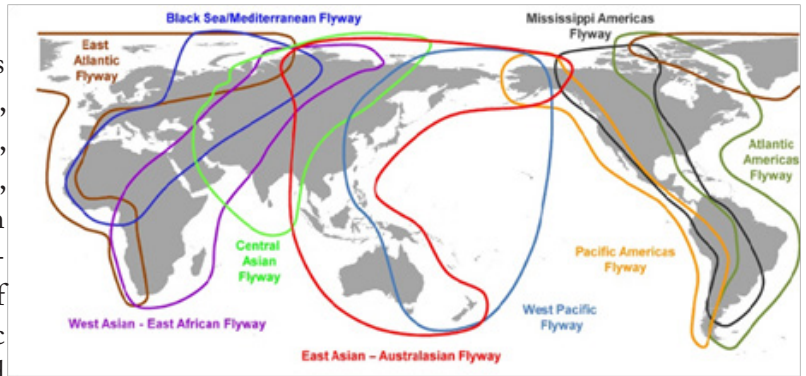 Black Sea/Mediterranean Flyway
Mississippi Americas
Flyway
East
Atlantic
Flyway
Atlantic
Americas
Flyway
Central
Asian
Flyway
Pacific Americas
Flyway
West Asian - East African Flyway
West Pacific
Flyway
East Asian – Australasian Flyway